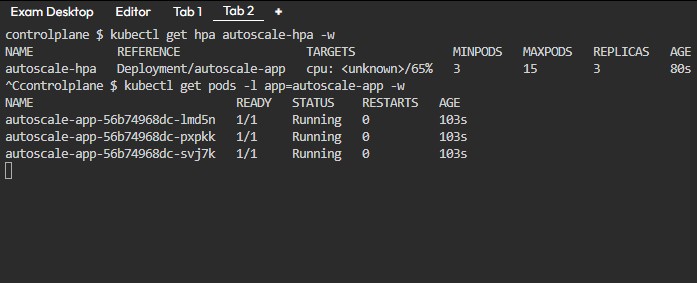 Exam Desktop Editor Tab 1 Tab 2 +
controlplane $ kubectl get hpa autoscale-hpa -w
NAME REFERENCE TARGETS MINPODS MAXPODS REPLICAS AGE
autoscale-hpa Deployment/autoscale-app cpu: <unknown>/65% 3 15 3 80s
^Ccontrolplane $ kubectl get pods -l app=autoscale-app -w
NAME READY STATUS RESTARTS AGE
autoscale-app-56b74968dc-lmd5n 1/1 Running 0 103s
autoscale-app-56b74968dc-pxpkk 1/1 Running 0 103s
autoscale-app-56b74968dc-svj7k 1/1 Running 0 103s